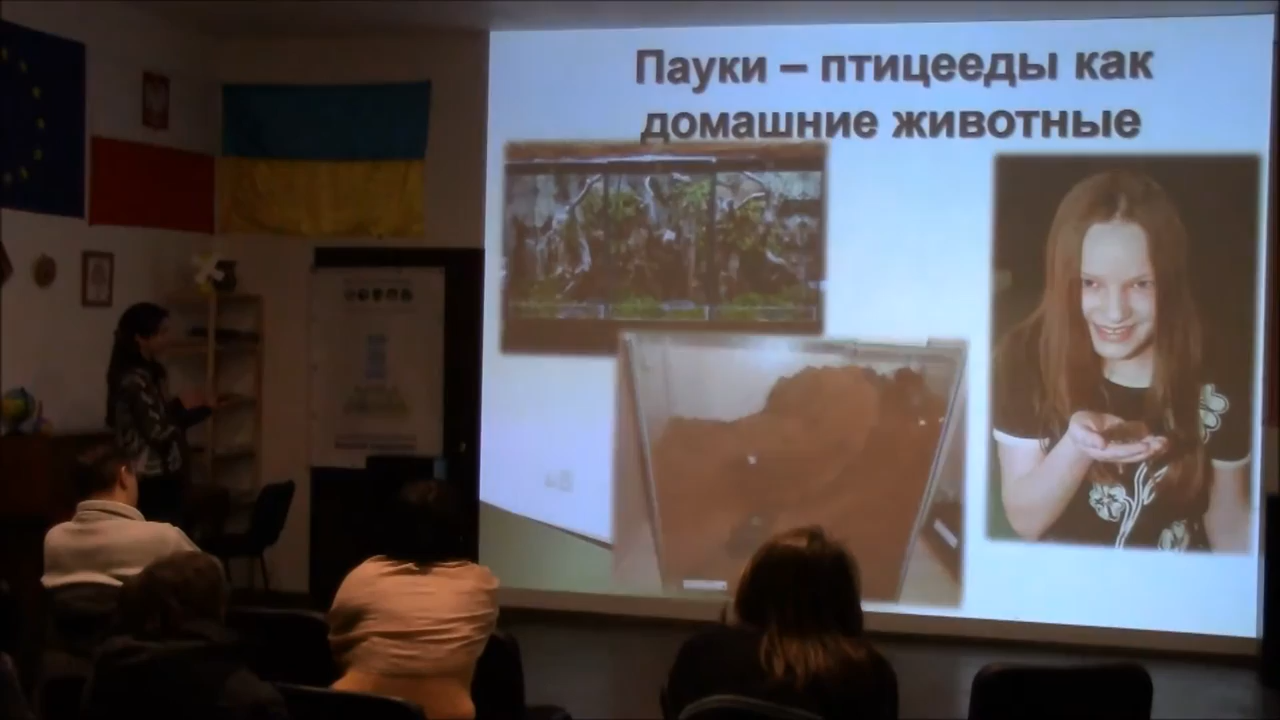 Пауки – птицееды как
домашние животные